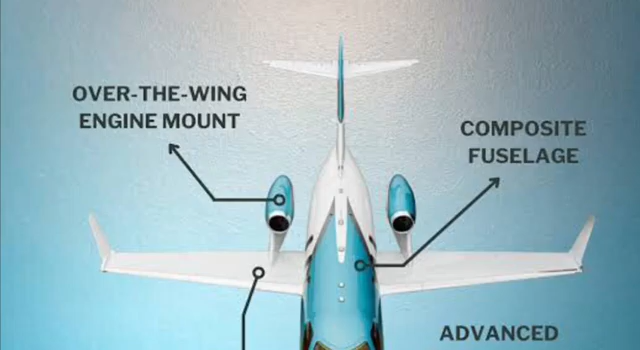 OVER-THE-WING
ENGINE MOUNT
COMPOSITE
FUSELAGE
ADVANCED